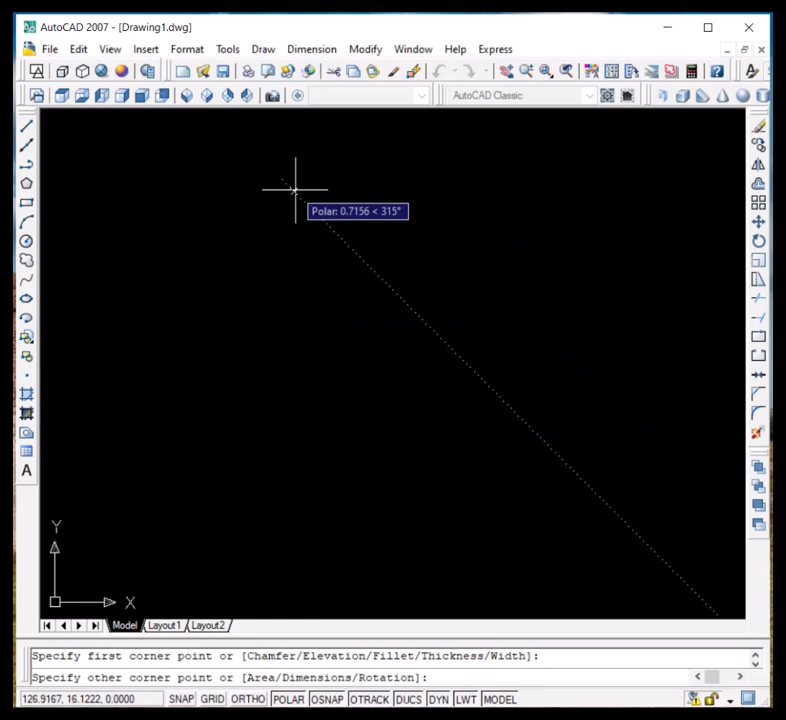 AutoCAD 2007 - [Drawing1.dwg]
File Edit View Insert Format Tools Draw Dimension Modify Window Help Express
AutoCAD Classic
Polar: 0.7156 < 315°
Y
X
A
Model Layout1 Layout2
Specify first corner point or [Chamfer/Elevation/Fillet/Thickness/Width]:
Specify other corner point or [Area/Dimensions/Rotation]:
126.9167, 16.1222, 0.0000 SNAP GRID ORTHO POLAR OSNAP OTRACK DUCS DYN LWT MODEL